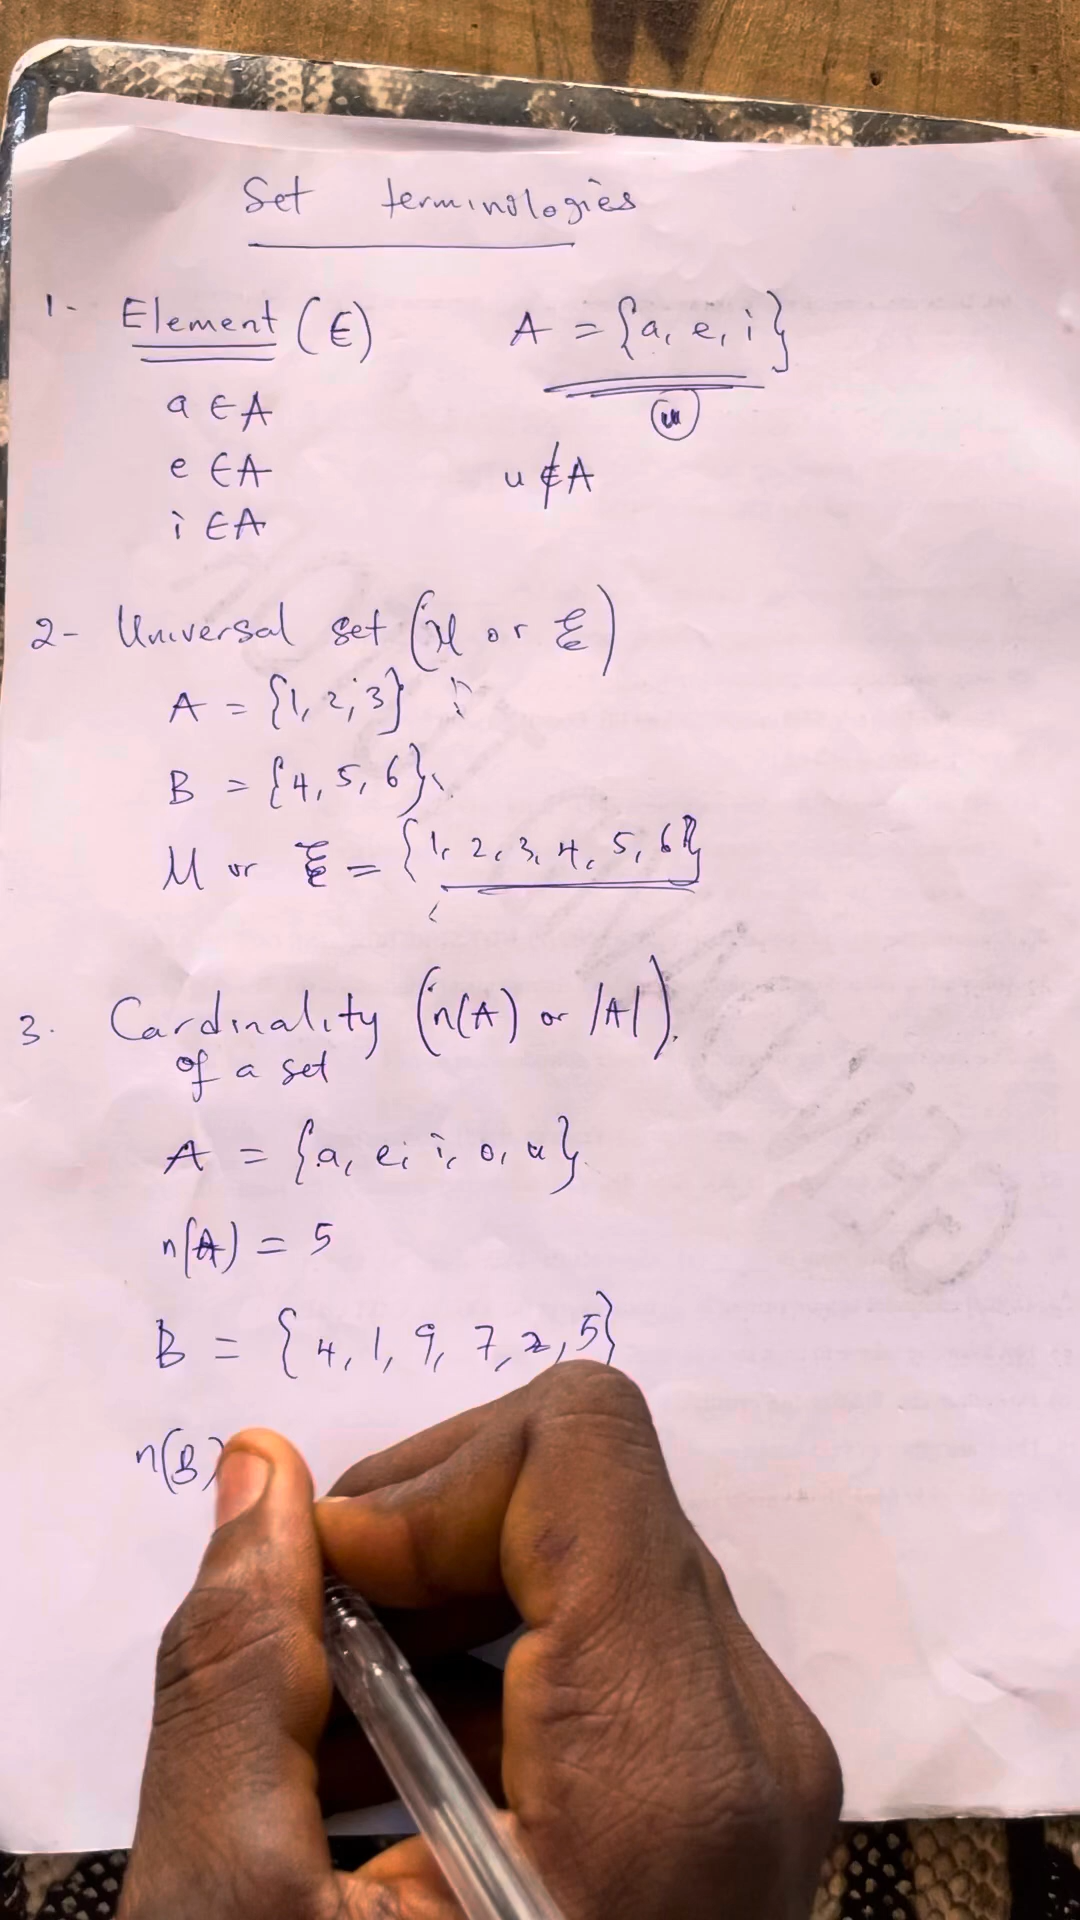 Set terminologies
1- Element (∈) A = {a, e, i}
a ∈ A u
e ∈ A u ∉ A
i ∈ A
2- Universal set (μ or ξ)
A = {1, 2, 3}
B = {4, 5, 6}
μ or ξ = {1, 2, 3, 4, 5, 6}
3. Cardinality (n(A) or |A|).
of a set
A = {a, e, i, o, u}
n(A) = 5
B = {4, 1, 9, 7, 2, 5}
n(B)